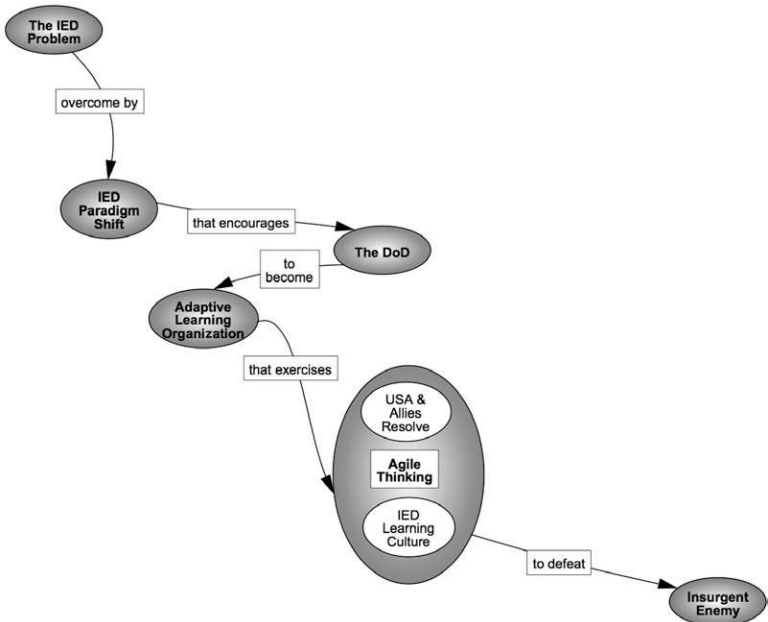 The IED
Problem
overcome by
IED
Paradigm
Shift
that encourages
The DoD
to
become
Adaptive
Learning
Organization
that exercises
USA &
Allies
Resolve
Agile
Thinking
IED
Learning
Culture
to defeat
Insurgent
Enemy